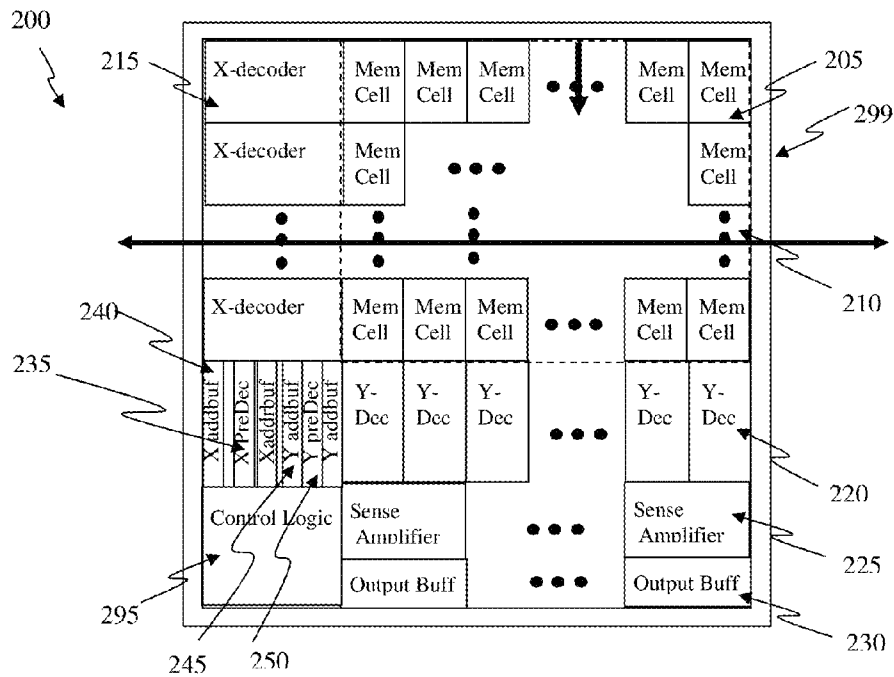 200
215
X-decoder
Mem Cell
Mem Cell
Mem Cell
Mem Cell
Mem Cell
205
299
X-decoder
Mem Cell
Mem Cell
210
X-decoder
Mem Cell
Mem Cell
Mem Cell
Mem Cell
Mem Cell
240
235
X addbuf
XPreDec
Xaddrbuf
Y addbuf
Y preDec
Y addbuf
Y-Dec
Y-Dec
Y-Dec
Y-Dec
Y-Dec
220
Control Logic
Sense Amplifier
Sense Amplifier
225
Output Buff
Output Buff
230
295
245
250